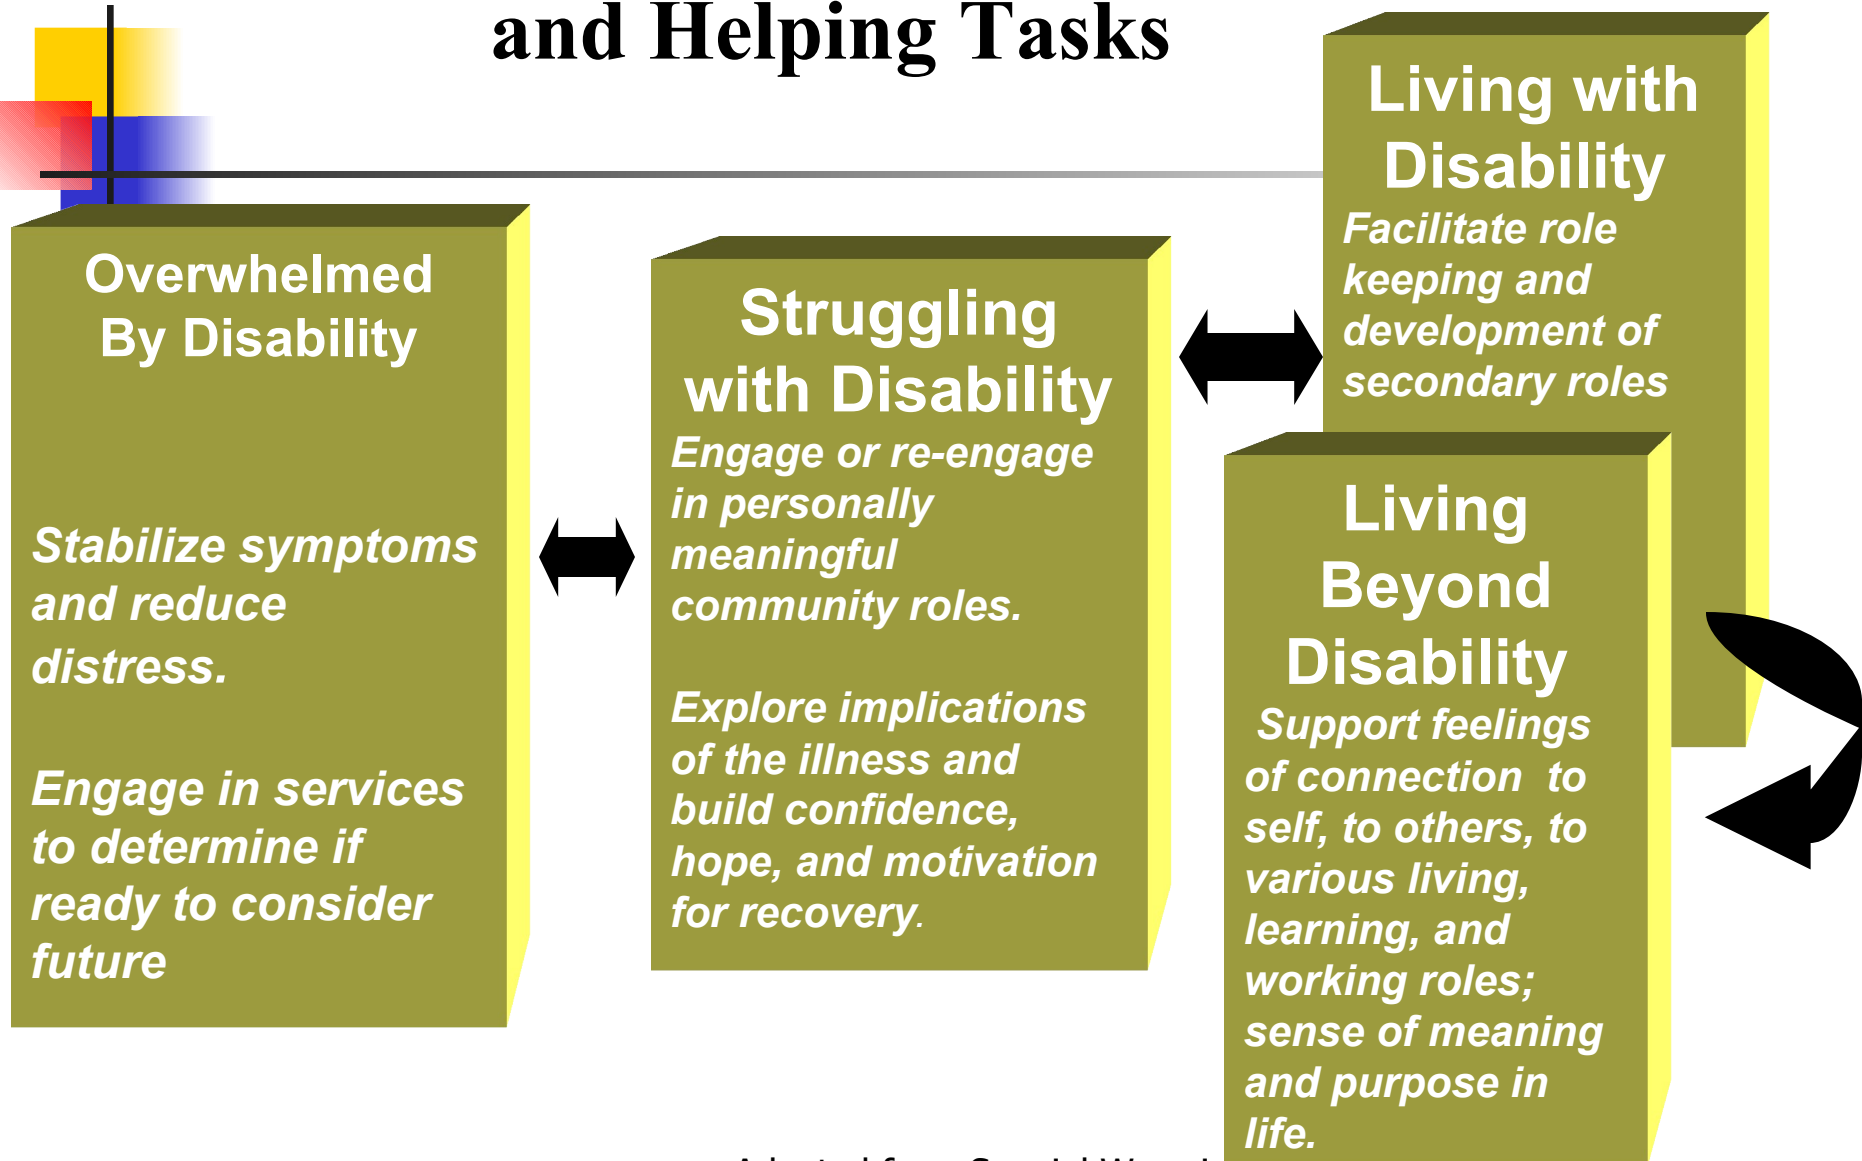 and Helping Tasks
Overwhelmed
By Disability
Stabilize symptoms
and reduce
distress.
Engage in services
to determine if
ready to consider
future
Struggling
with Disability
Engage or re-engage
in personally
meaningful
community roles.
Explore implications
of the illness and
build confidence,
hope, and motivation
for recovery.
Living with
Disability
Facilitate role
keeping and
development of
secondary roles
Living
Beyond
Disability
Support feelings
of connection to
self, to others, to
various living,
learning, and
working roles;
sense of meaning
and purpose in
life.